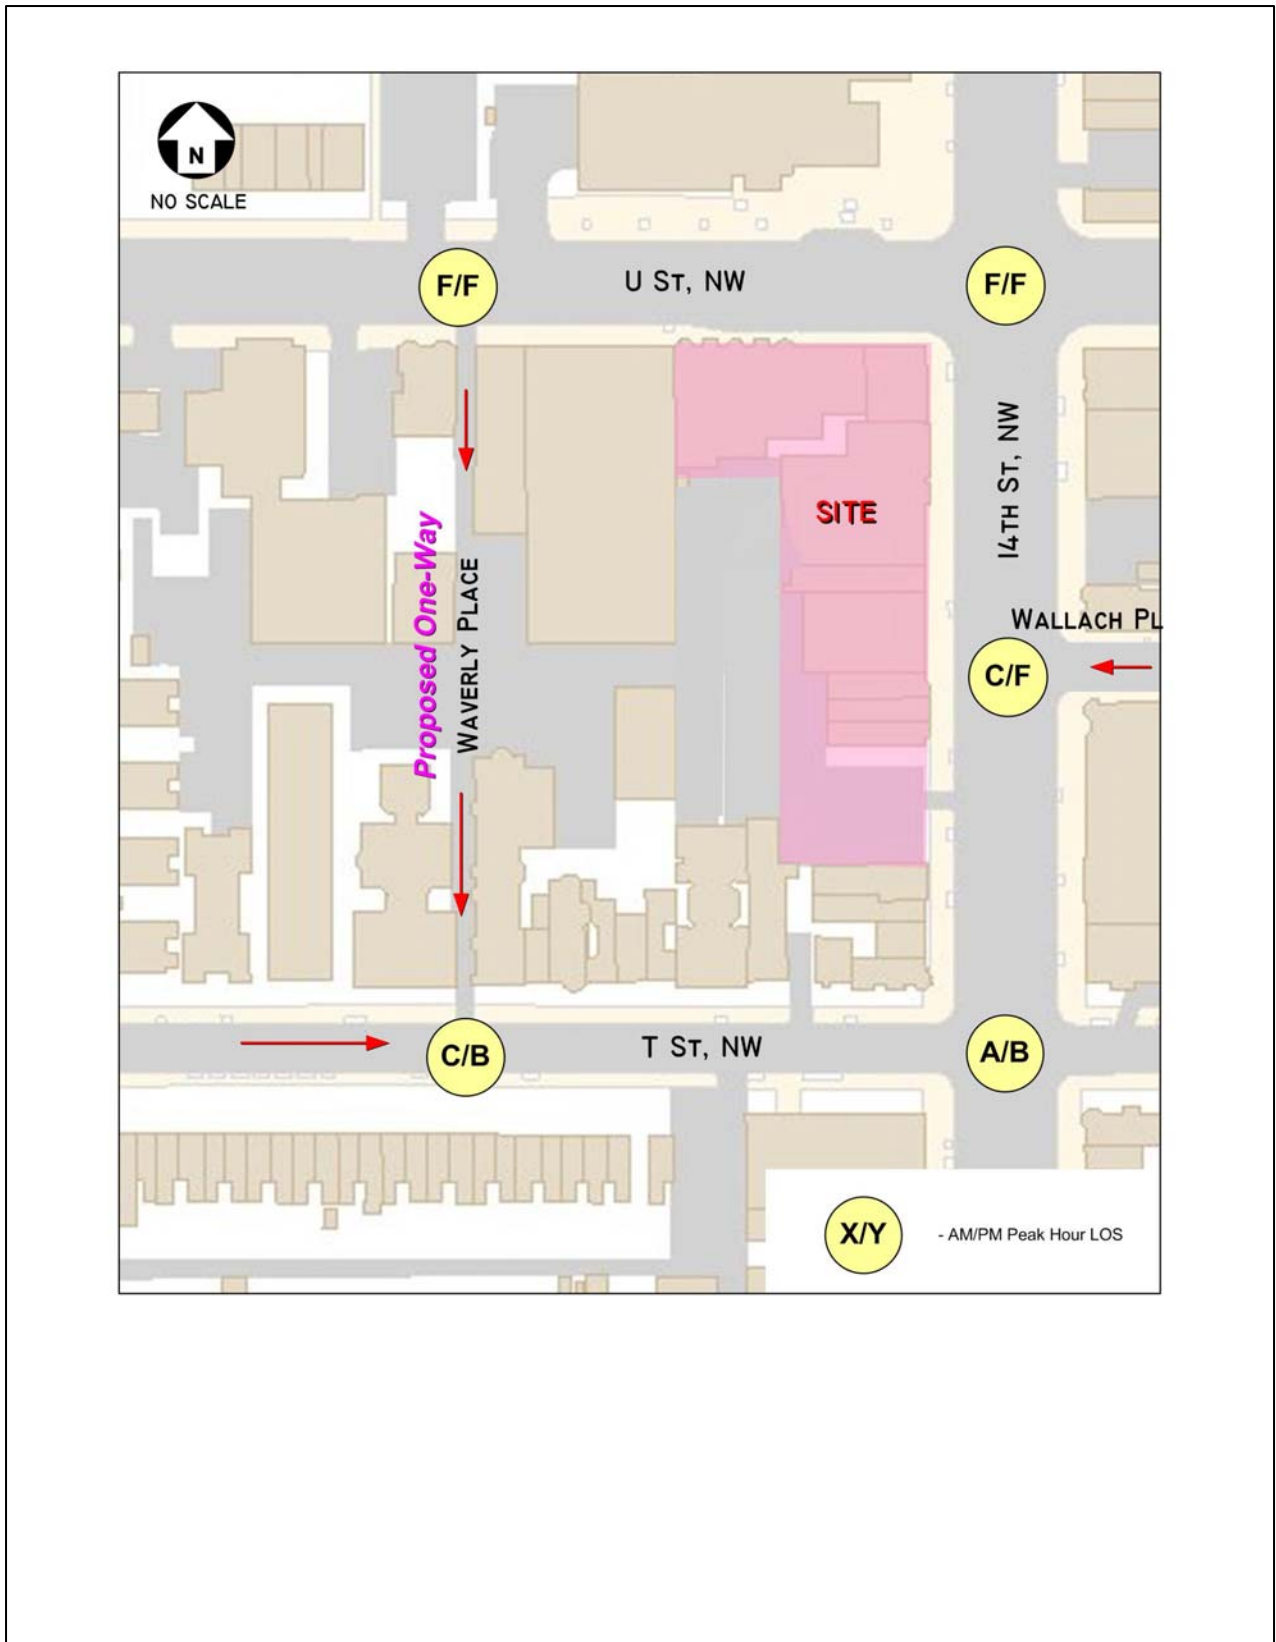 N
NO SCALE
F/F
U ST, NW
F/F
14TH ST, NW
SITE
Proposed One-Way
WAVERLY PLACE
WALLACH PL
C/F
C/B
T ST, NW
A/B
X/Y
- AM/PM Peak Hour LOS